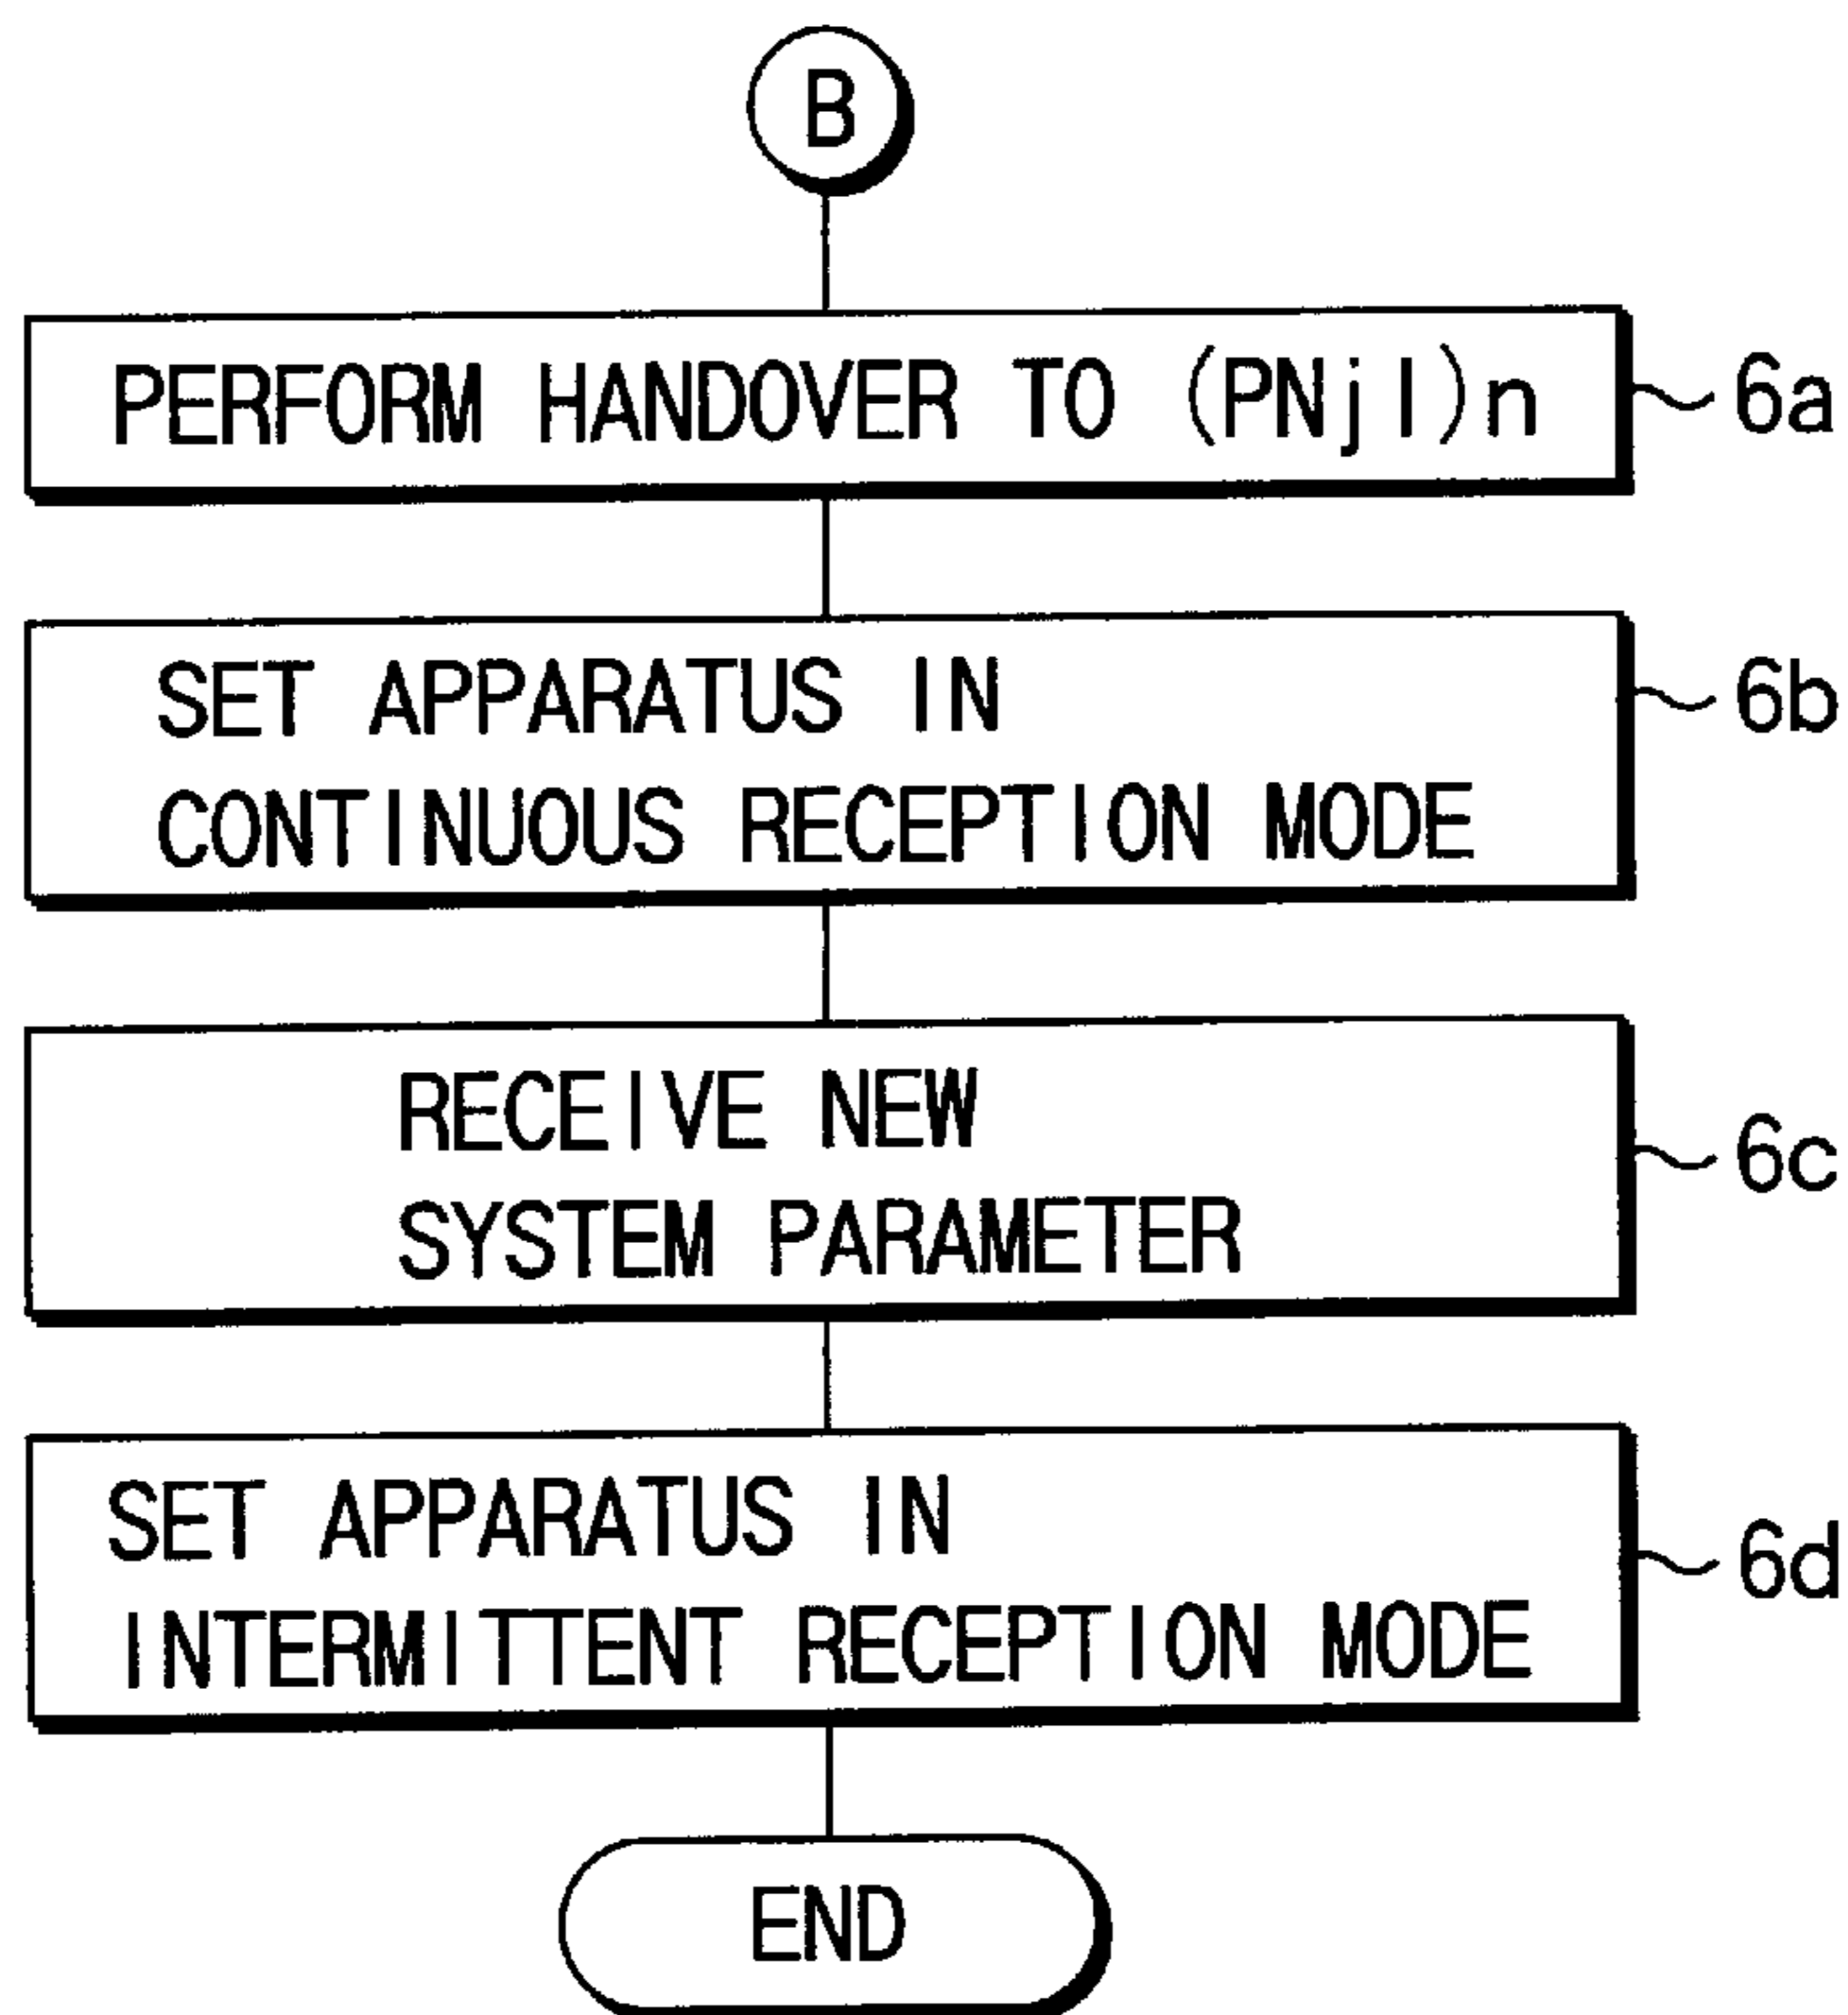 B
PERFORM HANDOVER TO (PNjI)n
6a
SET APPARATUS IN
CONTINUOUS RECEPTION MODE
6b
RECEIVE NEW
SYSTEM PARAMETER
6c
SET APPARATUS IN
INTERMITTENT RECEPTION MODE
6d
END